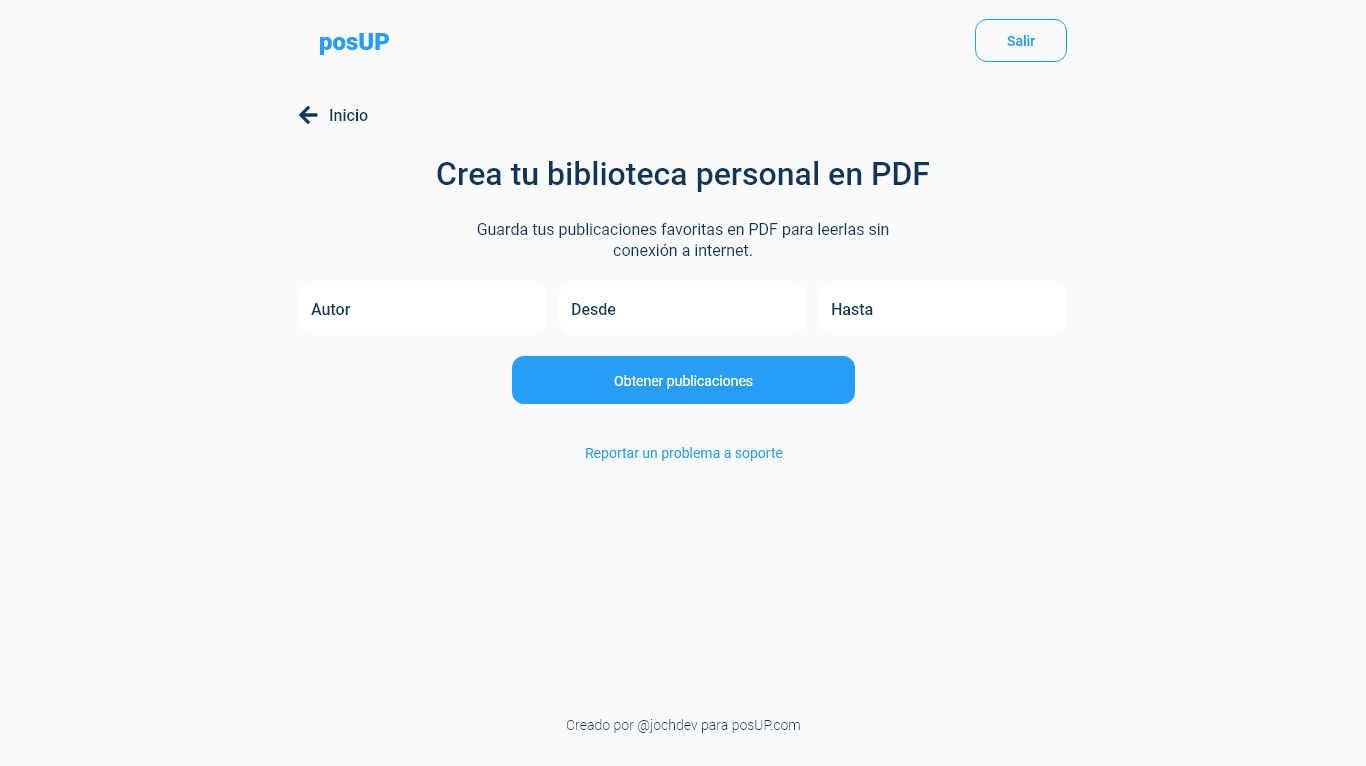 posUP
Salir
Inicio
Crea tu biblioteca personal en PDF
Guarda tus publicaciones favoritas en PDF para leerlas sin
conexión a internet.
Autor
Desde
Hasta
Obtener publicaciones
Reportar un problema a soporte
Creado por @jochdev para posUP.com